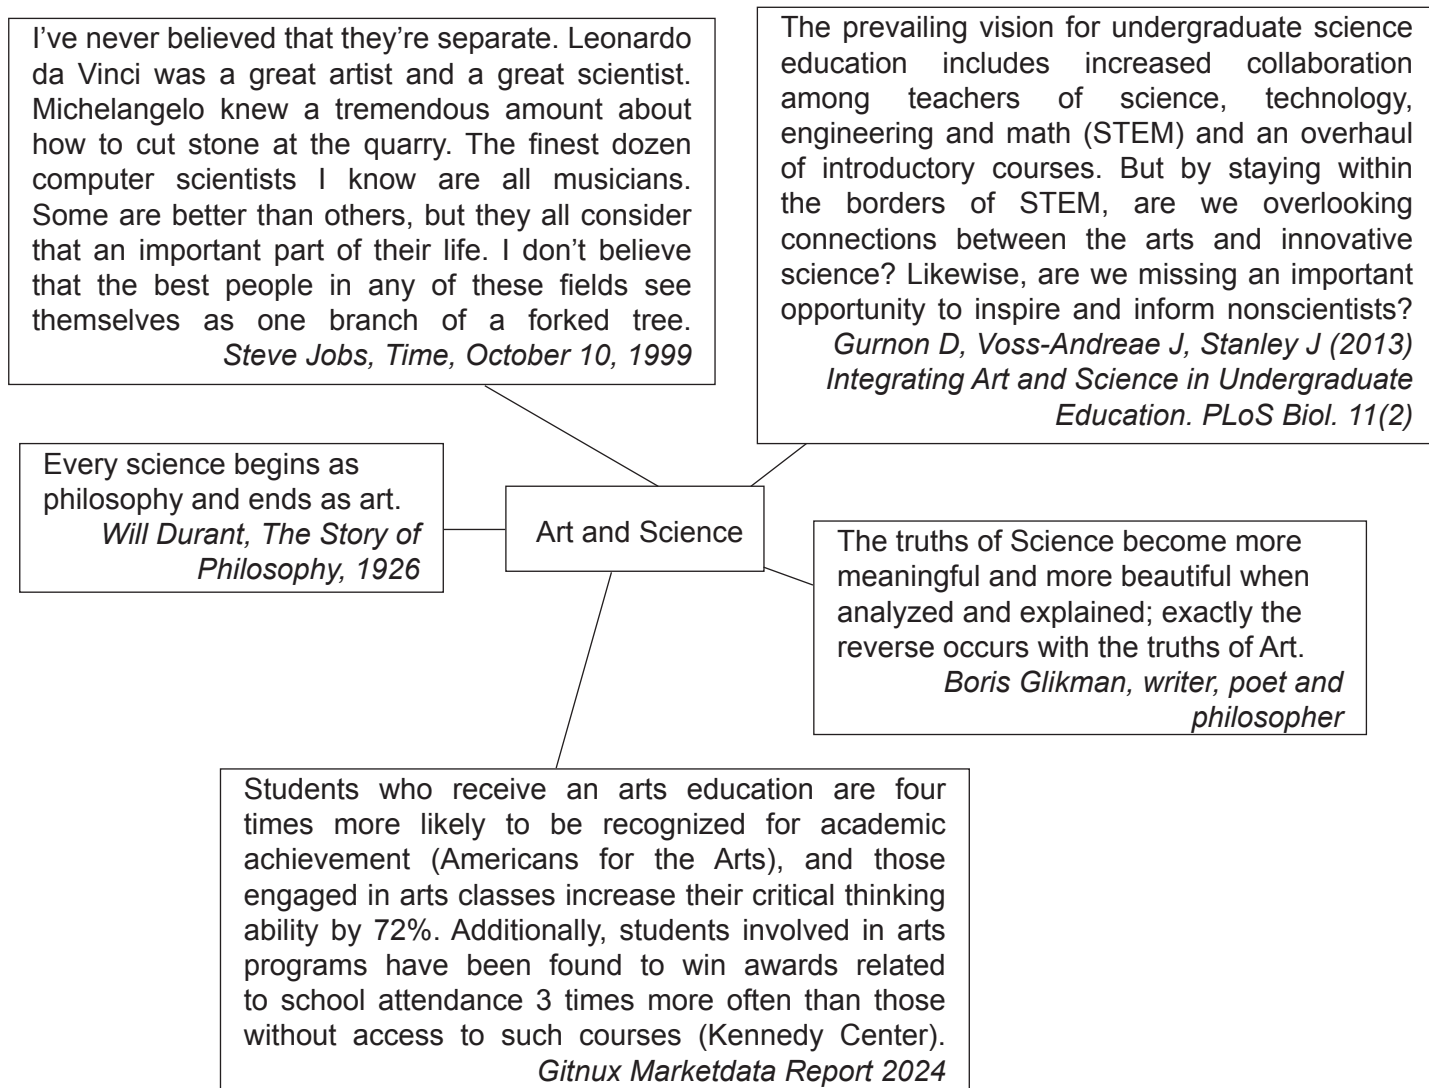 I’ve never believed that they’re separate. Leonardo
da Vinci was a great artist and a great scientist.
Michelangelo knew a tremendous amount about
how to cut stone at the quarry. The finest dozen
computer scientists I know are all musicians.
Some are better than others, but they all consider
that an important part of their life. I don’t believe
that the best people in any of these fields see
themselves as one branch of a forked tree.
Steve Jobs, Time, October 10, 1999
The prevailing vision for undergraduate science
education includes increased collaboration
among teachers of science, technology,
engineering and math (STEM) and an overhaul
of introductory courses. But by staying within
the borders of STEM, are we overlooking
connections between the arts and innovative
science? Likewise, are we missing an important
opportunity to inspire and inform nonscientists?
Gurnon D, Voss-Andreae J, Stanley J (2013)
Integrating Art and Science in Undergraduate
Education. PLoS Biol. 11(2)
Every science begins as
philosophy and ends as art.
Will Durant, The Story of
Philosophy, 1926
Art and Science
The truths of Science become more
meaningful and more beautiful when
analyzed and explained; exactly the
reverse occurs with the truths of Art.
Boris Glikman, writer, poet and
philosopher
Students who receive an arts education are four
times more likely to be recognized for academic
achievement (Americans for the Arts), and those
engaged in arts classes increase their critical thinking
ability by 72%. Additionally, students involved in arts
programs have been found to win awards related
to school attendance 3 times more often than those
without access to such courses (Kennedy Center).
Gitnux Marketdata Report 2024